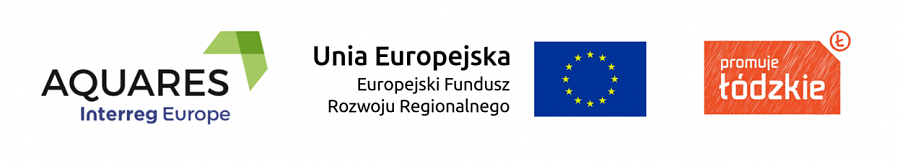 AQUARES
Interreg Europe
Unia Europejska
Europejski Fundusz
Rozwoju Regionalnego
promuje
łódzkie
Ł